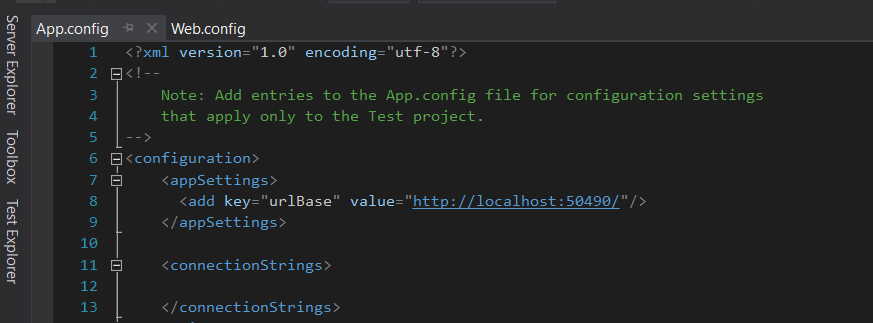 App.config
Web.config
Server Explorer
Toolbox
Test Explorer
1 <?xml version="1.0" encoding="utf-8"?>
2 <!--
3 Note: Add entries to the App.config file for configuration settings
4 that apply only to the Test project.
5 -->
6 <configuration>
7 <appSettings>
8 <add key="urlBase" value="http://localhost:50490/"/>
9 </appSettings>
10
11 <connectionStrings>
12
13 </connectionStrings>